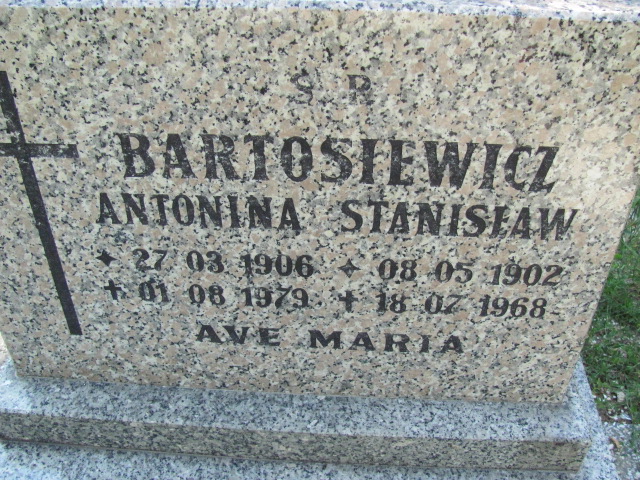 Ś P
BARTOSIEWICZ
ANTONINA STANISŁAW
27 03 1906 08 05 1902
01 08 1979 18 07 1968
AVE MARIA